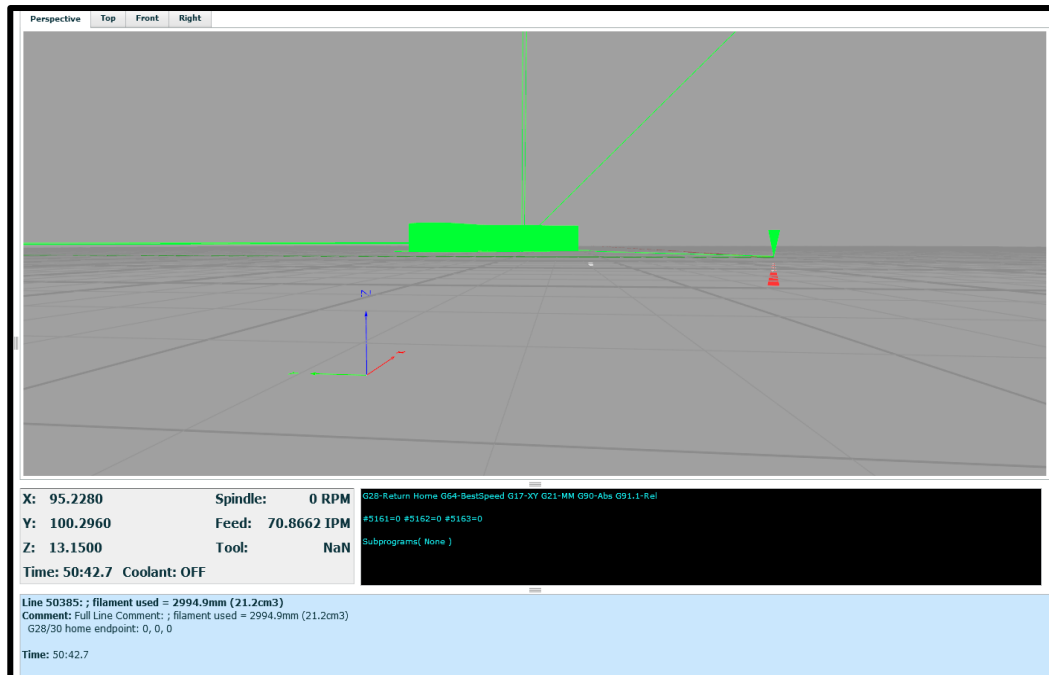 Perspective Top Front Right
Z
X: 95.2280 Spindle: 0 RPM
Y: 100.2960 Feed: 70.8662 IPM
Z: 13.1500 Tool: NaN
Time: 50:42.7 Coolant: OFF
G28-Return Home G64-BestSpeed G17-XY G21-MM G90-Abs G91.1-Rel
#5161=0 #5162=0 #5163=0
Subprograms( None )
Line 50385: ; filament used = 2994.9mm (21.2cm3)
Comment: Full Line Comment: ; filament used = 2994.9mm (21.2cm3)
G28/30 home endpoint: 0, 0, 0
Time: 50:42.7